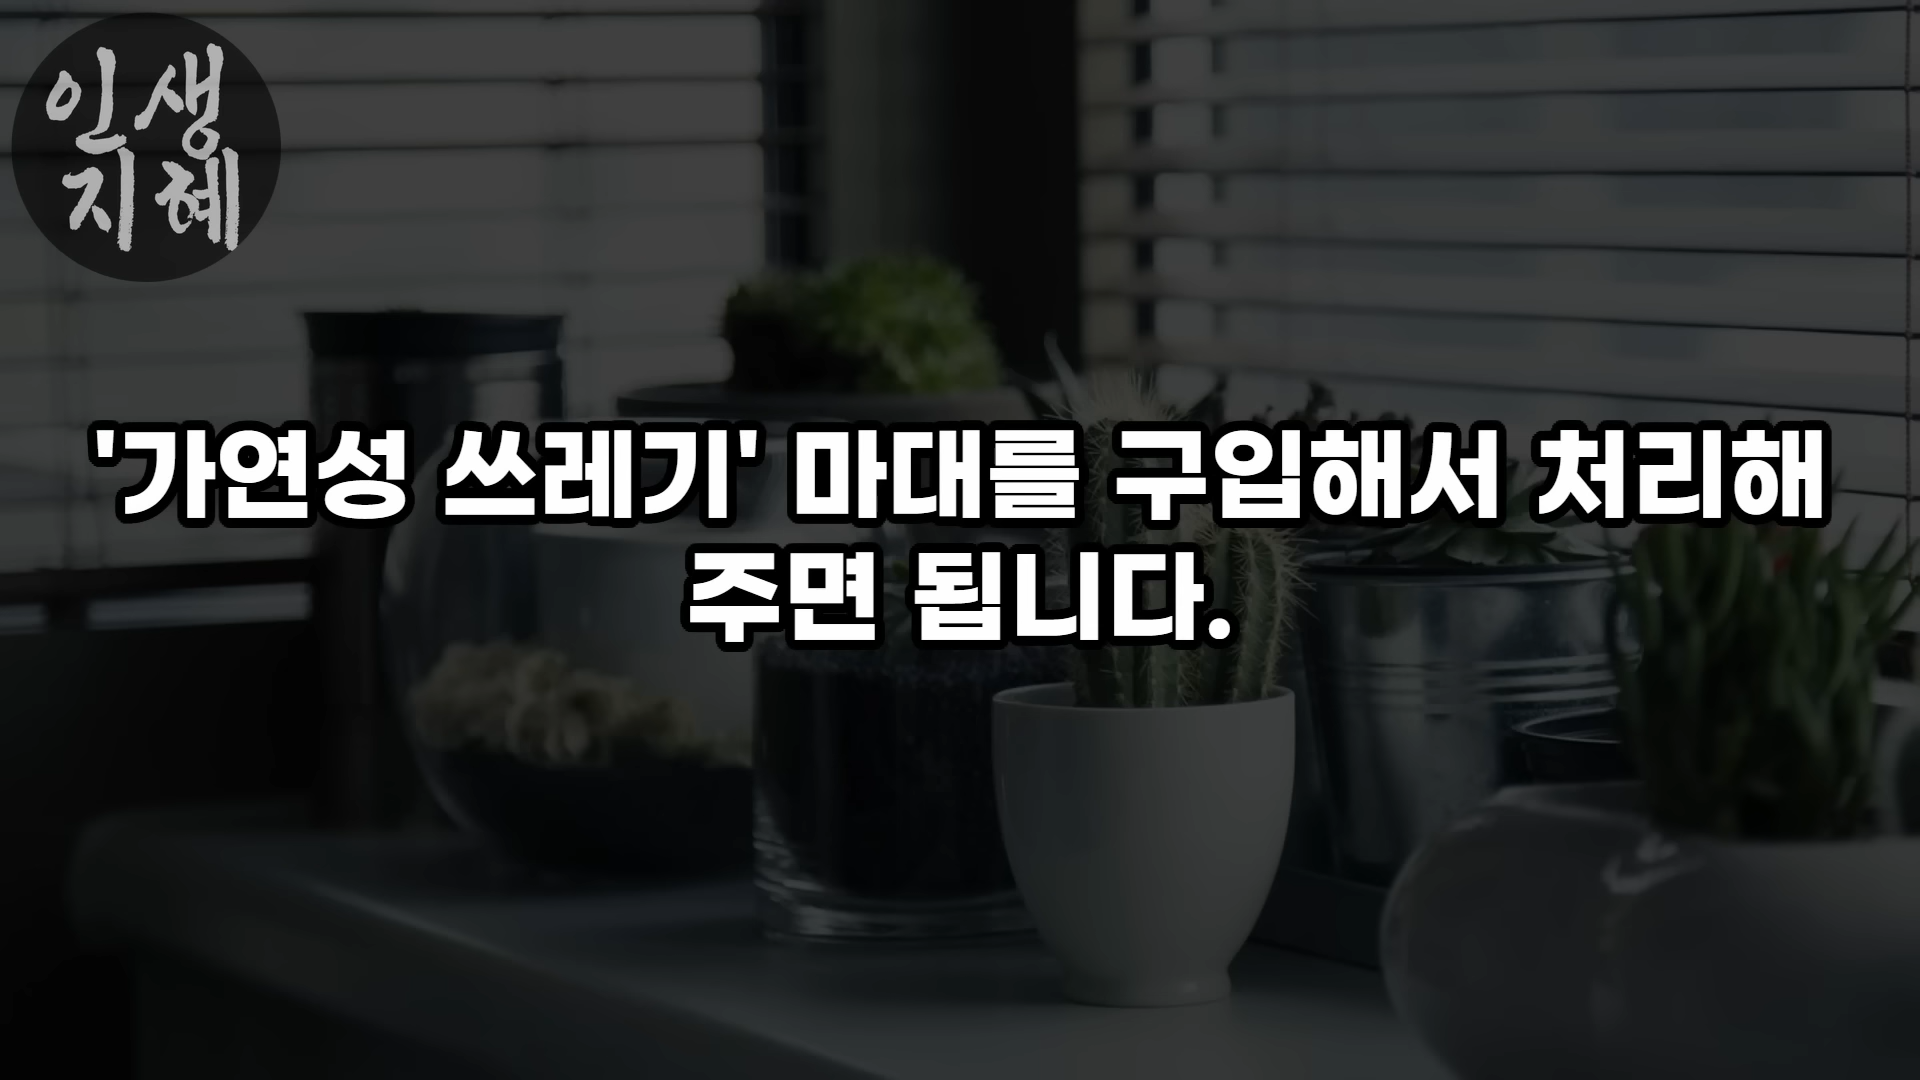 인생
지혜
'가연성 쓰레기' 마대를 구입해서 처리해
주면 됩니다.